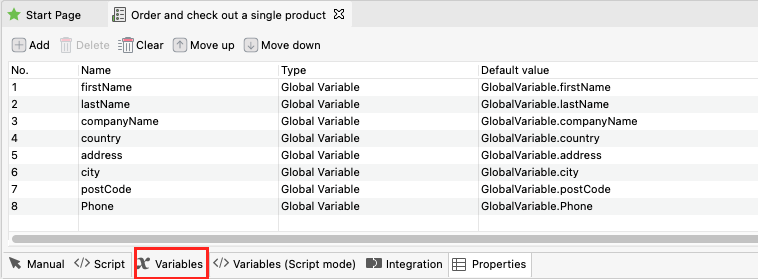 Start Page Order and check out a single product
Add Delete Clear Move up Move down
No. Name Type Default value
1 firstName Global Variable GlobalVariable.firstName
2 lastName Global Variable GlobalVariable.lastName
3 companyName Global Variable GlobalVariable.companyName
4 country Global Variable GlobalVariable.country
5 address Global Variable GlobalVariable.address
6 city Global Variable GlobalVariable.city
7 postCode Global Variable GlobalVariable.postCode
8 Phone Global Variable GlobalVariable.Phone
Manual </> Script x Variables </> Variables (Script mode) Integration Properties